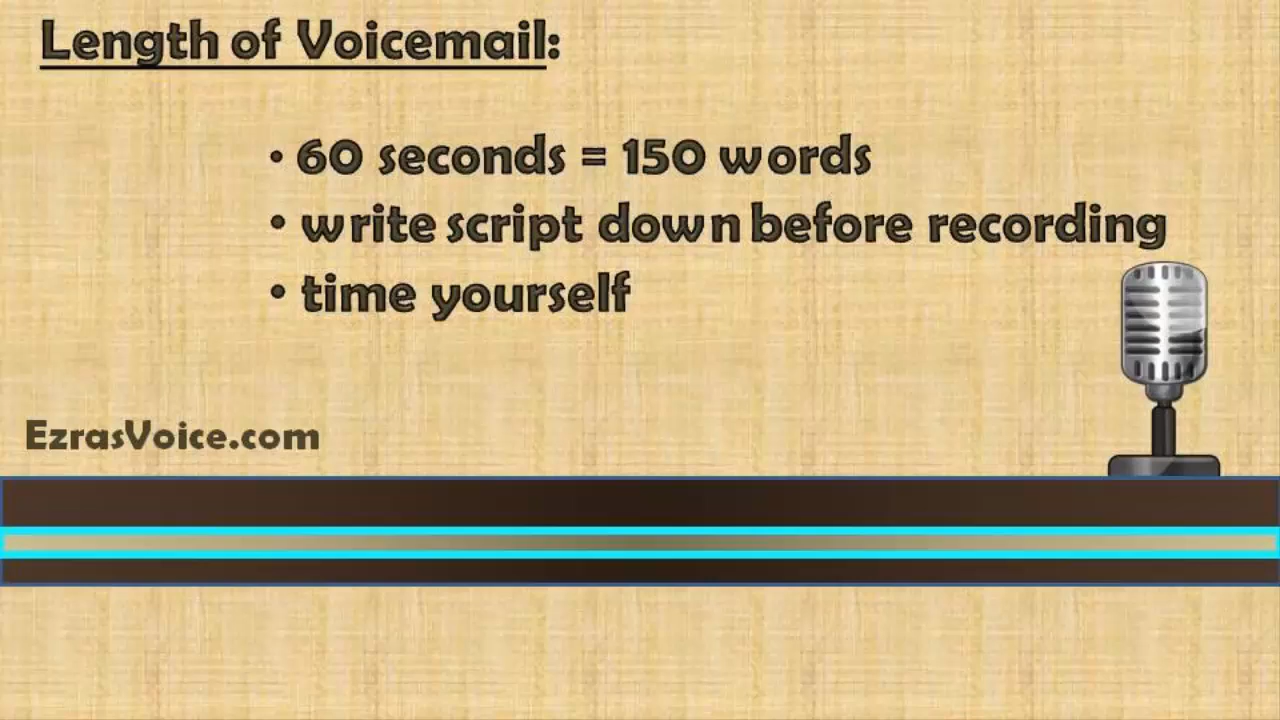 Length of Voicemail:
• 60 seconds = 150 words
• write script down before recording
• time yourself
EzrasVoice.com